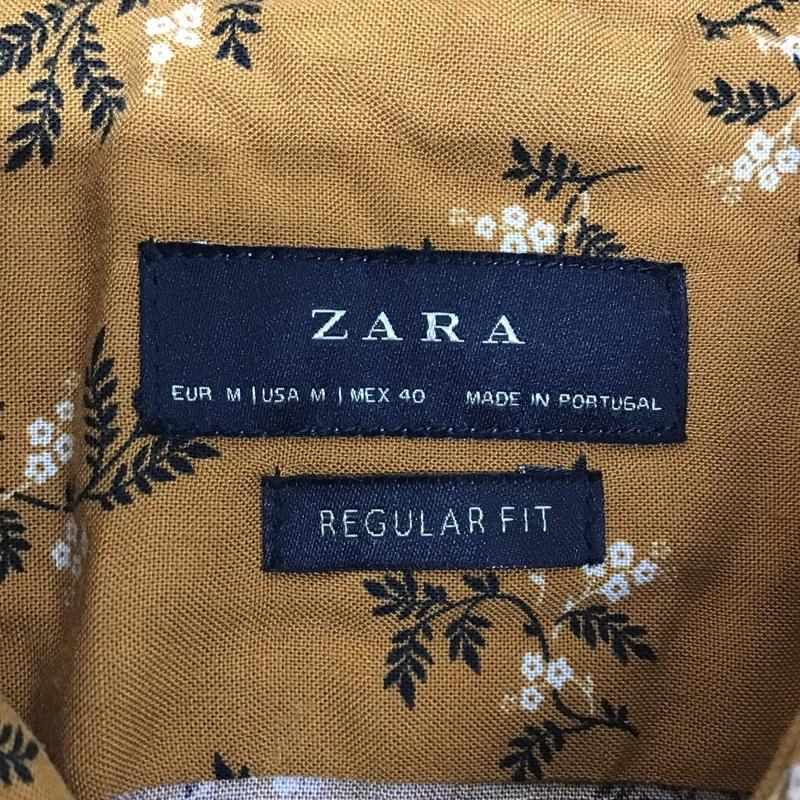 ZARA
EUR M | USA M | MEX 40 MADE IN PORTUGAL
REGULAR FIT